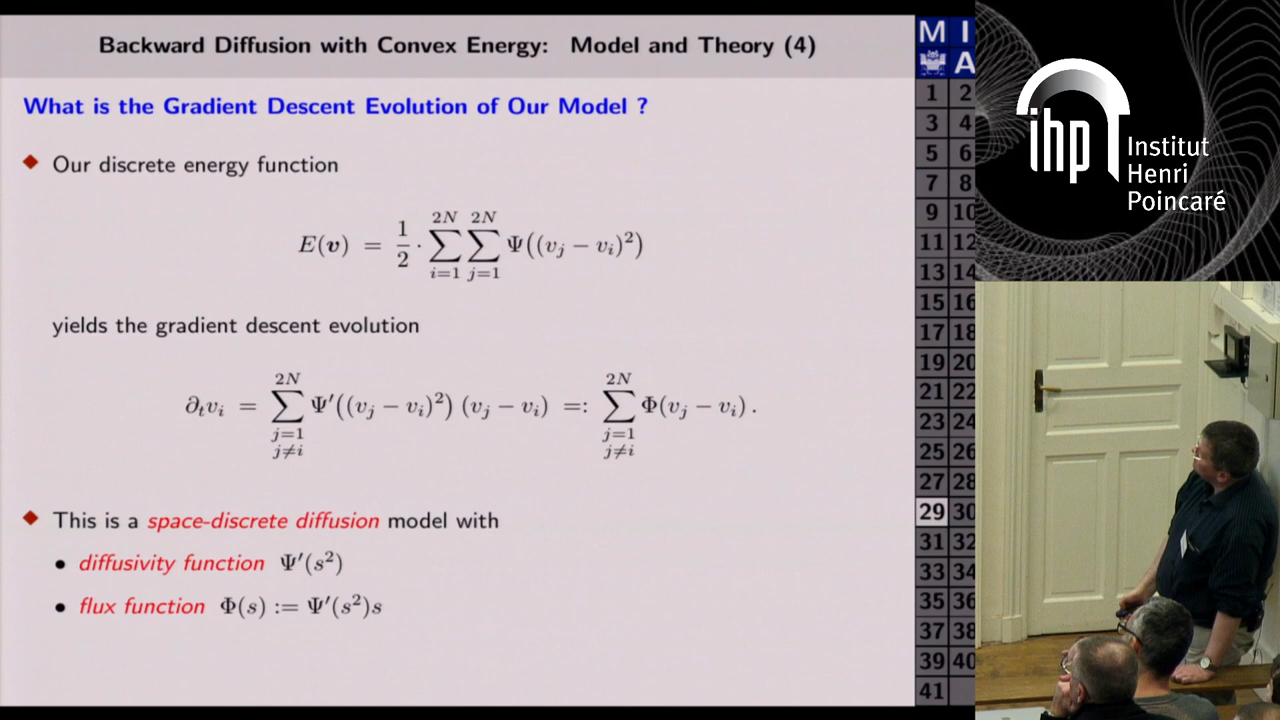 Backward Diffusion with Convex Energy: Model and Theory (4)
What is the Gradient Descent Evolution of Our Model ?
Our discrete energy function
E(v) = 1/2 · ∑_{i=1}^{2N} ∑_{j=1}^{2N} Ψ((v_j − v_i)^2)
yields the gradient descent evolution
∂_t v_i = ∑_{j=1, j≠i}^{2N} Ψ′((v_j − v_i)^2) (v_j − v_i) =: ∑_{j=1, j≠i}^{2N} Φ(v_j − v_i) .
This is a space-discrete diffusion model with
• diffusivity function Ψ′(s^2)
• flux function Φ(s) := Ψ′(s^2)s
M I
A
1 2
3 4
5 6
7 8
9 10
11 12
13 14
15 16
17 18
19 20
21 22
23 24
25 26
27 28
29 30
31 32
33 34
35 36
37 38
39 40
41
ihp
Institut
Henri
Poincaré